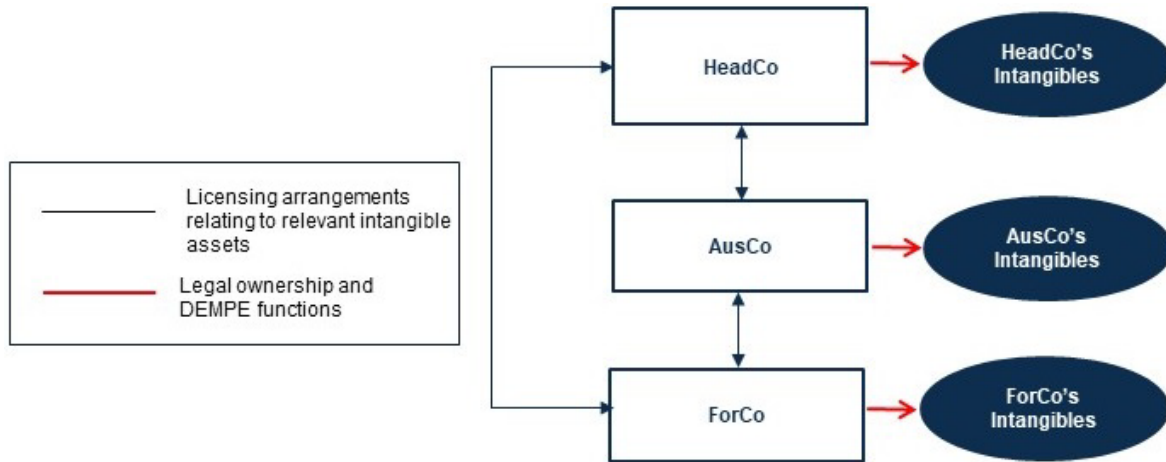 HeadCo
HeadCo's
Intangibles
Licensing arrangements
relating to relevant intangible
assets
Legal ownership and
DEMPE functions
AusCo
AusCo's
Intangibles
ForCo
ForCo's
Intangibles